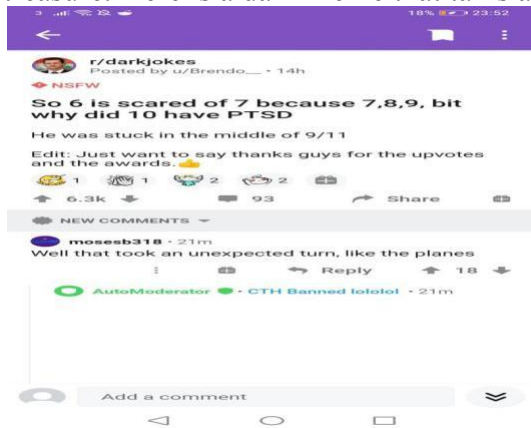 3 18% 23:52
r/darkjokes
Posted by u/Brendo__ • 14h
NSFW
So 6 is scared of 7 because 7,8,9, bit
why did 10 have PTSD
He was stuck in the middle of 9/11
Edit: Just want to say thanks guys for the upvotes
and the awards.👍
1 1 2 2
6.3k 93 Share
NEW COMMENTS
mosesb318 • 21m
Well that took an unexpected turn, like the planes
Reply 18
AutoModerator • CTH Banned lololol • 21m
Add a comment